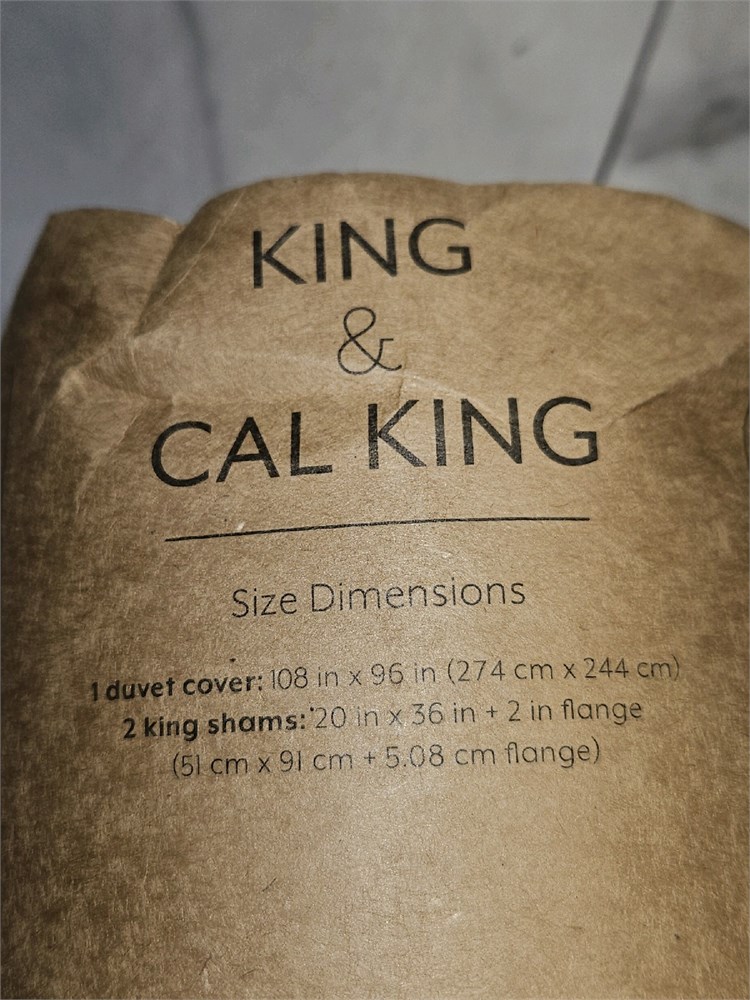 KING
&
CAL KING
Size Dimensions
1 duvet cover: 108 in x 96 in (274 cm x 244 cm)
2 king shams: 20 in x 36 in + 2 in flange
(51 cm x 91 cm + 5.08 cm flange)